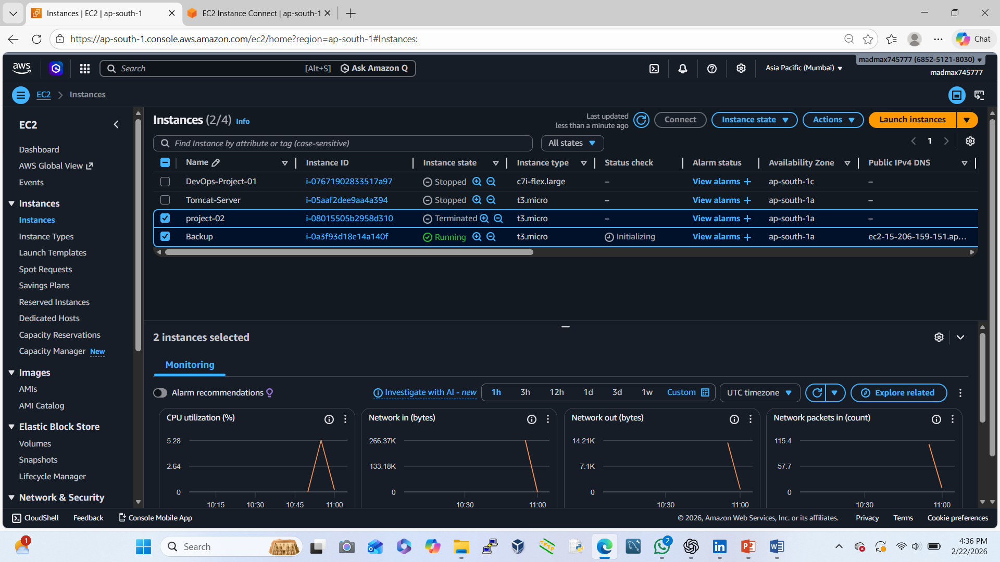 Instances | EC2 | ap-south-1
EC2 Instance Connect | ap-south-1
https://ap-south-1.console.aws.amazon.com/ec2/home?region=ap-south-1#Instances:
Chat
aws
Search [Alt+S] Ask Amazon Q
Asia Pacific (Mumbai)
madmax745777 (6852-5121-8030)
madmax745777
EC2 Instances
EC2
Dashboard
AWS Global View
Events
Instances
Instances
Instance Types
Launch Templates
Spot Requests
Savings Plans
Reserved Instances
Dedicated Hosts
Capacity Reservations
Capacity Manager New
Images
AMIs
AMI Catalog
Elastic Block Store
Volumes
Snapshots
Lifecycle Manager
Network & Security
Instances (2/4) Info
Last updated
less than a minute ago
Connect
Instance state
Actions
Launch instances
Find Instance by attribute or tag (case-sensitive)
All states
1
Name Instance ID Instance state Instance type Status check Alarm status Availability Zone Public IPv4 DNS
DevOps-Project-01 i-07671902833517a97 Stopped c7i-flex.large – View alarms + ap-south-1c –
Tomcat-Server i-05aaf2dee9aa4a394 Stopped t3.micro – View alarms + ap-south-1a –
project-02 i-08015505b2958d310 Terminated t3.micro – View alarms + ap-south-1a –
Backup i-0a3f93d18e14a140f Running t3.micro Initializing View alarms + ap-south-1a ec2-15-206-159-151.ap...
2 instances selected
Monitoring
Alarm recommendations
Investigate with AI - new
1h 3h 12h 1d 3d 1w Custom
UTC timezone
Explore related
CPU utilization (%)
5.28
2.64
0
10:15 10:30 10:45 11:00
Network in (bytes)
266.37K
133.18K
0
10:30 11:00
Network out (bytes)
14.21K
7.1K
0
10:30 11:00
Network packets in (count)
115.4
57.7
0
10:30 11:00
CloudShell Feedback Console Mobile App
© 2026, Amazon Web Services, Inc. or its affiliates. Privacy Terms Cookie preferences
1
Search
TFTP
2
4:36 PM
2/22/2026